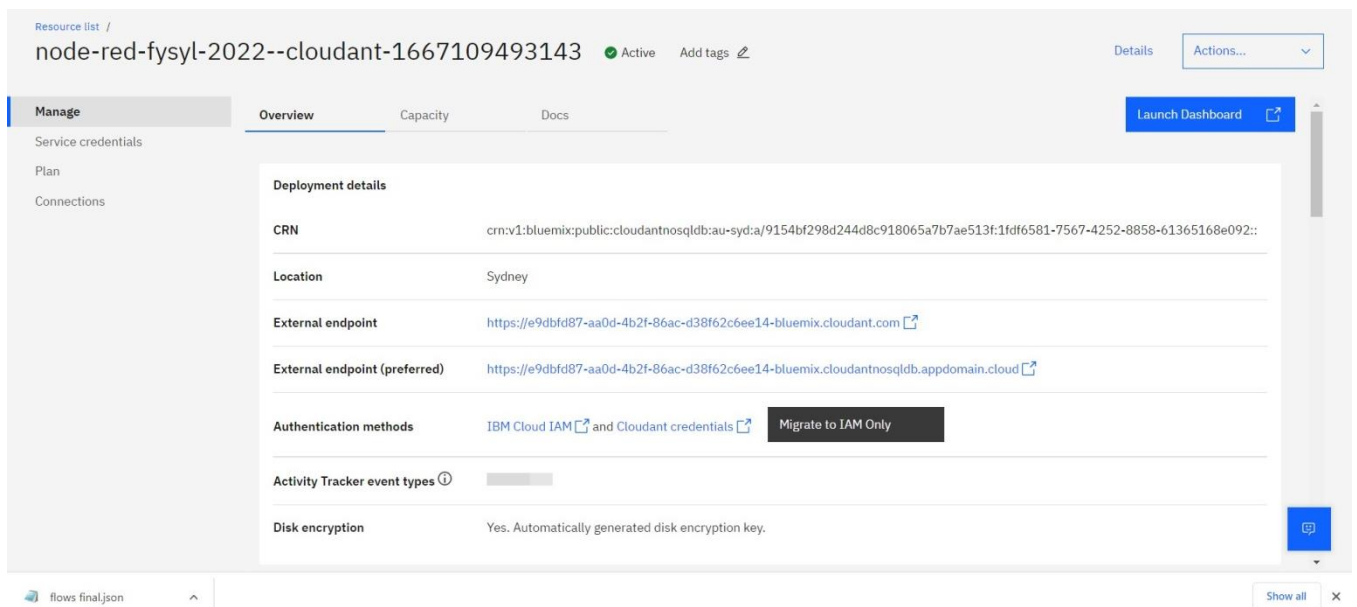 Resource list /
node-red-fysyl-2022--cloudant-1667109493143 Active Add tags Details Actions...
Manage
Service credentials
Plan
Connections
Overview Capacity Docs Launch Dashboard
Deployment details
CRN crn:v1:bluemix:public:cloudantnosqldb:au-syd:a/9154bf298d244d8c918065a7b7ae513f:1fdf6581-7567-4252-8858-61365168e092::
Location Sydney
External endpoint https://e9dbfd87-aa0d-4b2f-86ac-d38f62c6ee14-bluemix.cloudant.com
External endpoint (preferred) https://e9dbfd87-aa0d-4b2f-86ac-d38f62c6ee14-bluemix.cloudantnosqldb.appdomain.cloud
Authentication methods IBM Cloud IAM and Cloudant credentials Migrate to IAM Only
Activity Tracker event types
Disk encryption Yes. Automatically generated disk encryption key.
flows final.json Show all